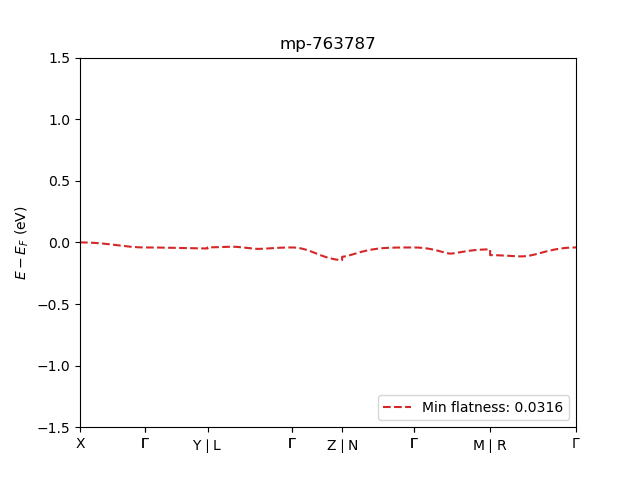 mp-763787
1.5
1.0
0.5
0.0
−0.5
−1.0
−1.5
E − E_F (eV)
Min flatness: 0.0316
X Γ Y | L Γ Z | N Γ M | R Γ